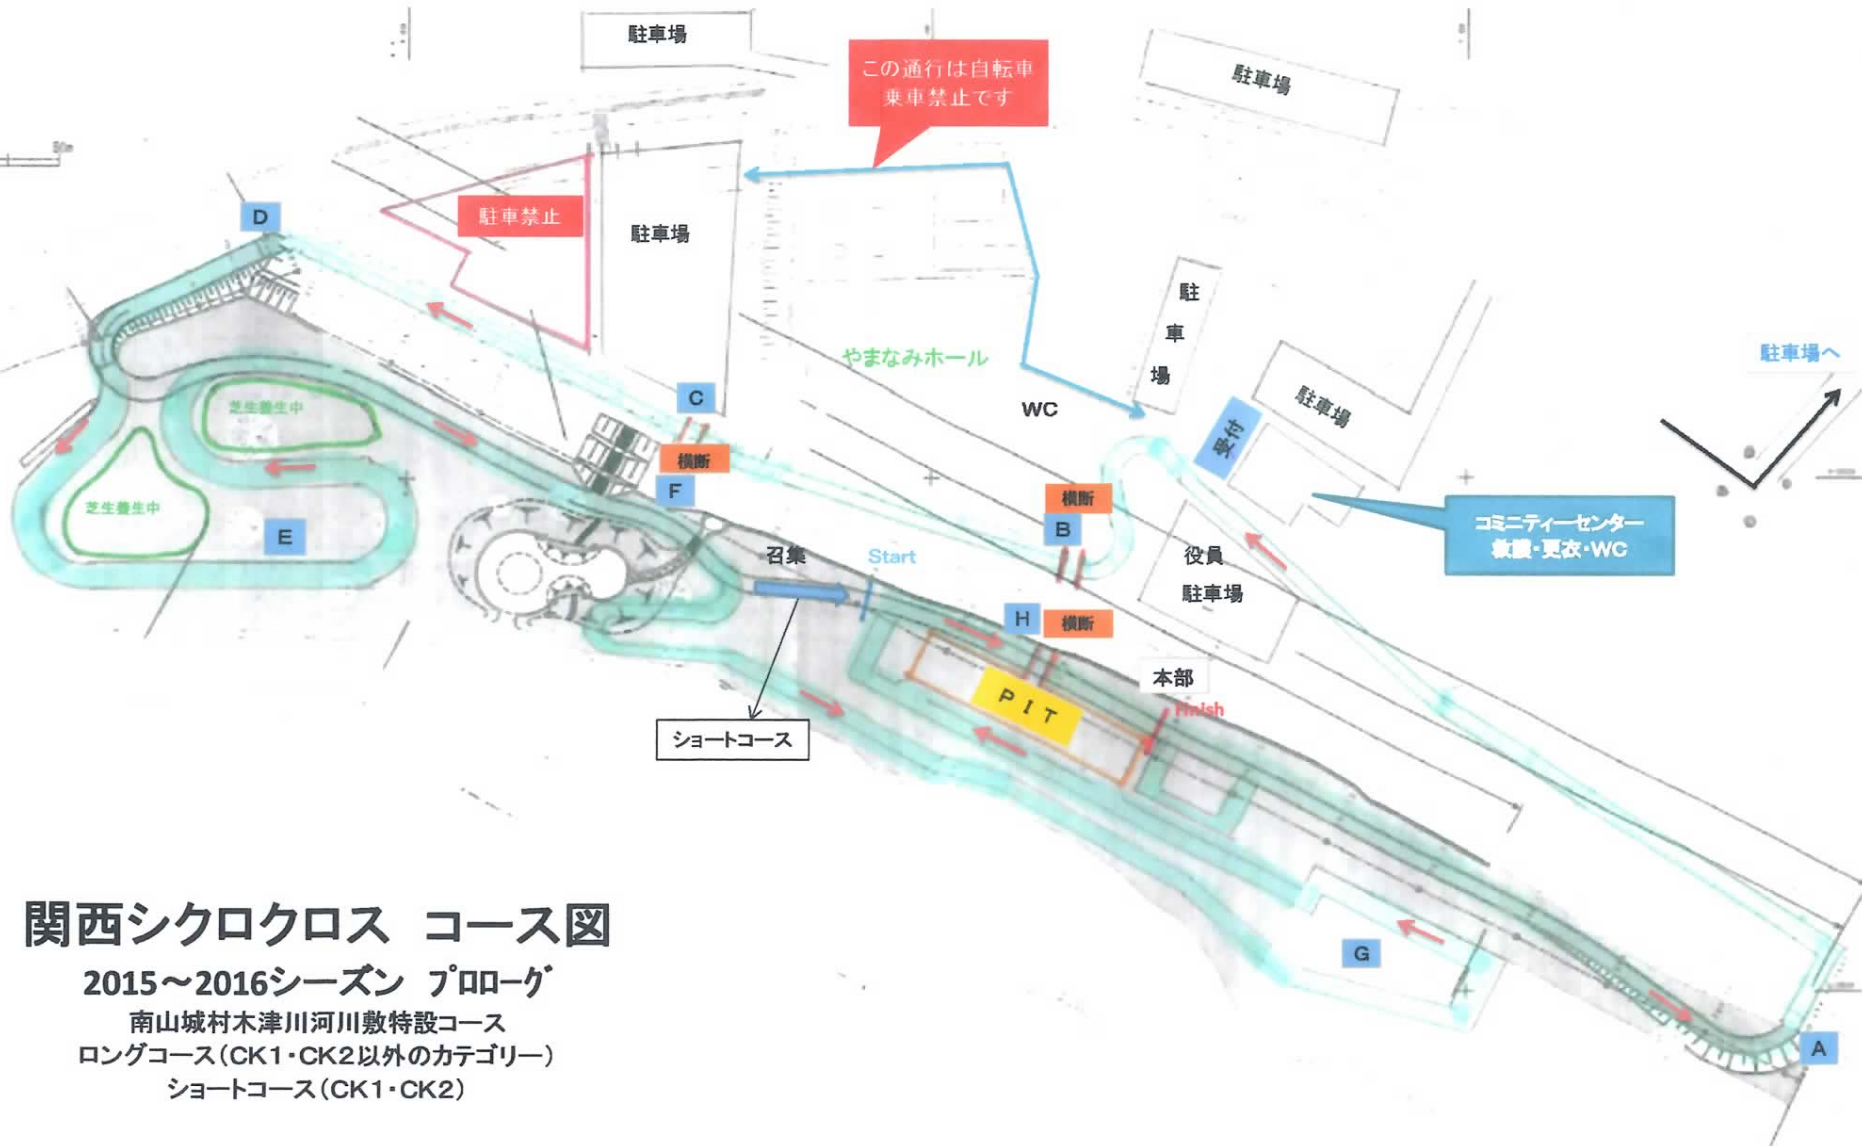 駐車場
この通行は自転車
乗車禁止です
駐車場
D
駐車禁止
駐車場
駐
車
場
やまなみホール
駐車場へ
WC
駐車場
受付
C
横断
F
芝生養生中
芝生養生中
E
横断
B
コミニティーセンター
救護・更衣・WC
召集
Start
役員
駐車場
H
横断
本部
PIT
Finish
ショートコース
G
A
関西シクロクロス コース図
2015～2016シーズン プロローグ
南山城村木津川河川敷特設コース
ロングコース(CK1・CK2以外のカテゴリー)
ショートコース(CK1・CK2)